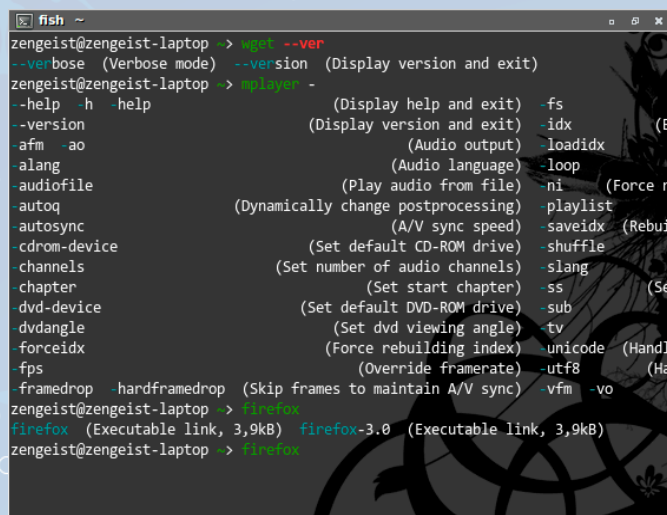 fish ~
zengeist@zengeist-laptop ~> wget --ver
--verbose (Verbose mode) --version (Display version and exit)
zengeist@zengeist-laptop ~> mplayer -
--help -h -help (Display help and exit) -fs
--version (Display version and exit) -idx (
-afm -ao (Audio output) -loadidx
-alang (Audio language) -loop
-audiofile (Play audio from file) -ni (Force
-autoq (Dynamically change postprocessing) -playlist
-autosync (A/V sync speed) -saveidx (Rebui
-cdrom-device (Set default CD-ROM drive) -shuffle
-channels (Set number of audio channels) -slang
-chapter (Set start chapter) -ss (Se
-dvd-device (Set default DVD-ROM drive) -sub
-dvdangle (Set dvd viewing angle) -tv
-forceidx (Force rebuilding index) -unicode (Handl
-fps (Override framerate) -utf8 (Ha
-framedrop -hardframedrop (Skip frames to maintain A/V sync) -vfm -vo
zengeist@zengeist-laptop ~> firefox
firefox (Executable link, 3,9kB) firefox-3.0 (Executable link, 3,9kB)
zengeist@zengeist-laptop ~> firefox